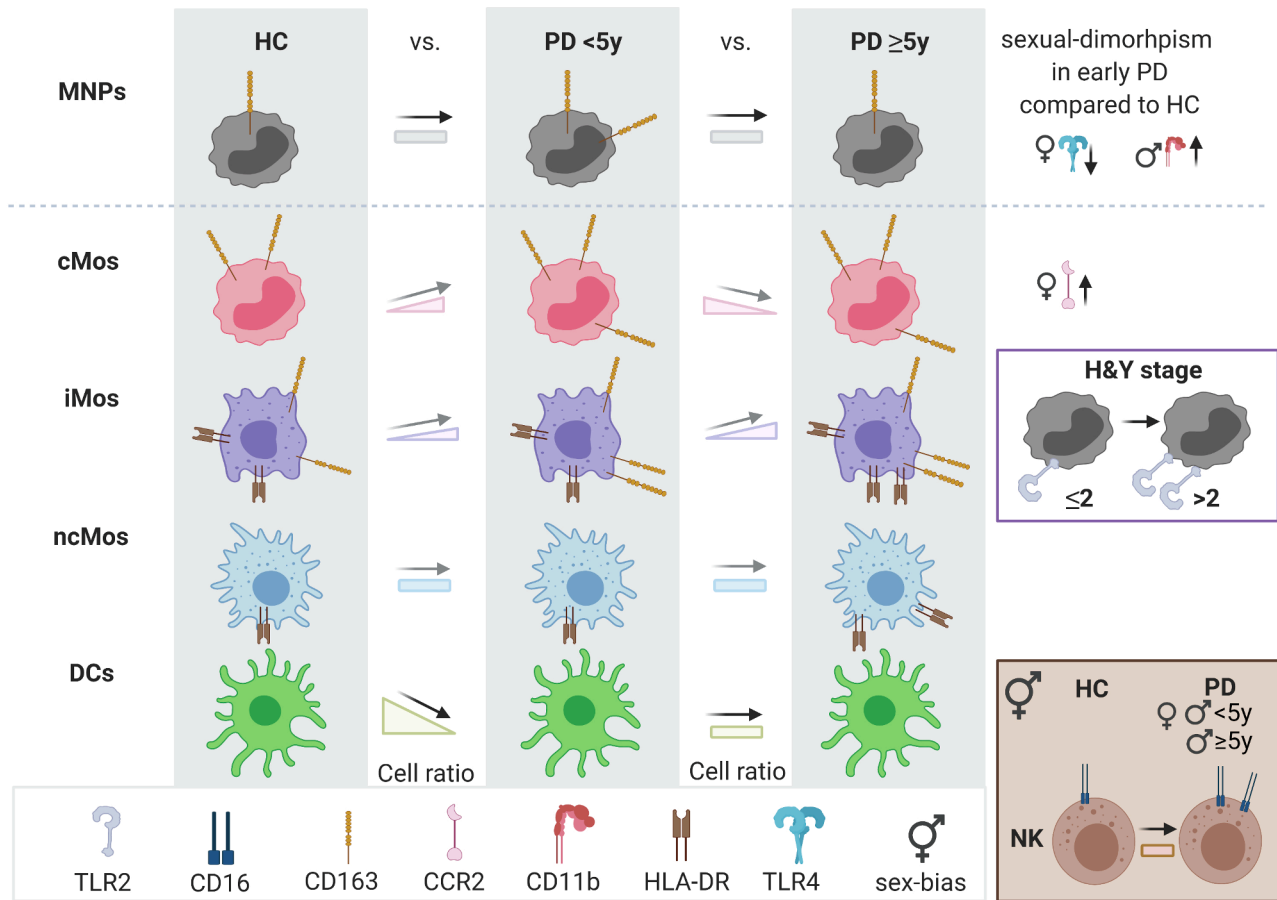 HC
vs.
PD <5y
vs.
PD ≥5y
sexual-dimorhpism
in early PD
compared to HC
MNPs
♀
♂
cMos
♀
iMos
H&Y stage
≤2
>2
ncMos
DCs
Cell ratio
Cell ratio
HC
PD
♀ ♂ <5y
♂ ≥5y
NK
TLR2
CD16
CD163
CCR2
CD11b
HLA-DR
TLR4
sex-bias